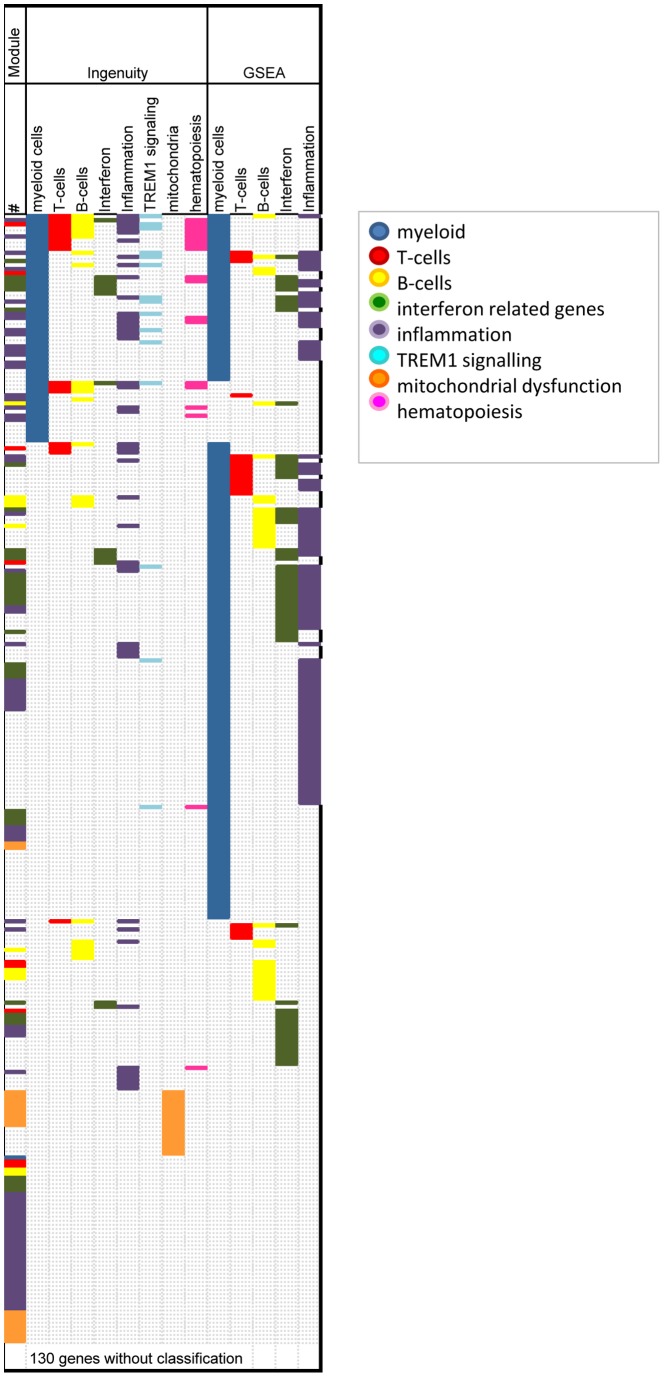 Module
Ingenuity
GSEA
#
myeloid cells
T-cells
B-cells
Interferon
Inflammation
TREM1 signaling
mitochondria
hematopoiesis
myeloid cells
T-cells
B-cells
Interferon
Inflammation
myeloid
T-cells
B-cells
interferon related genes
inflammation
TREM1 signalling
mitochondrial dysfunction
hematopoiesis
130 genes without classification